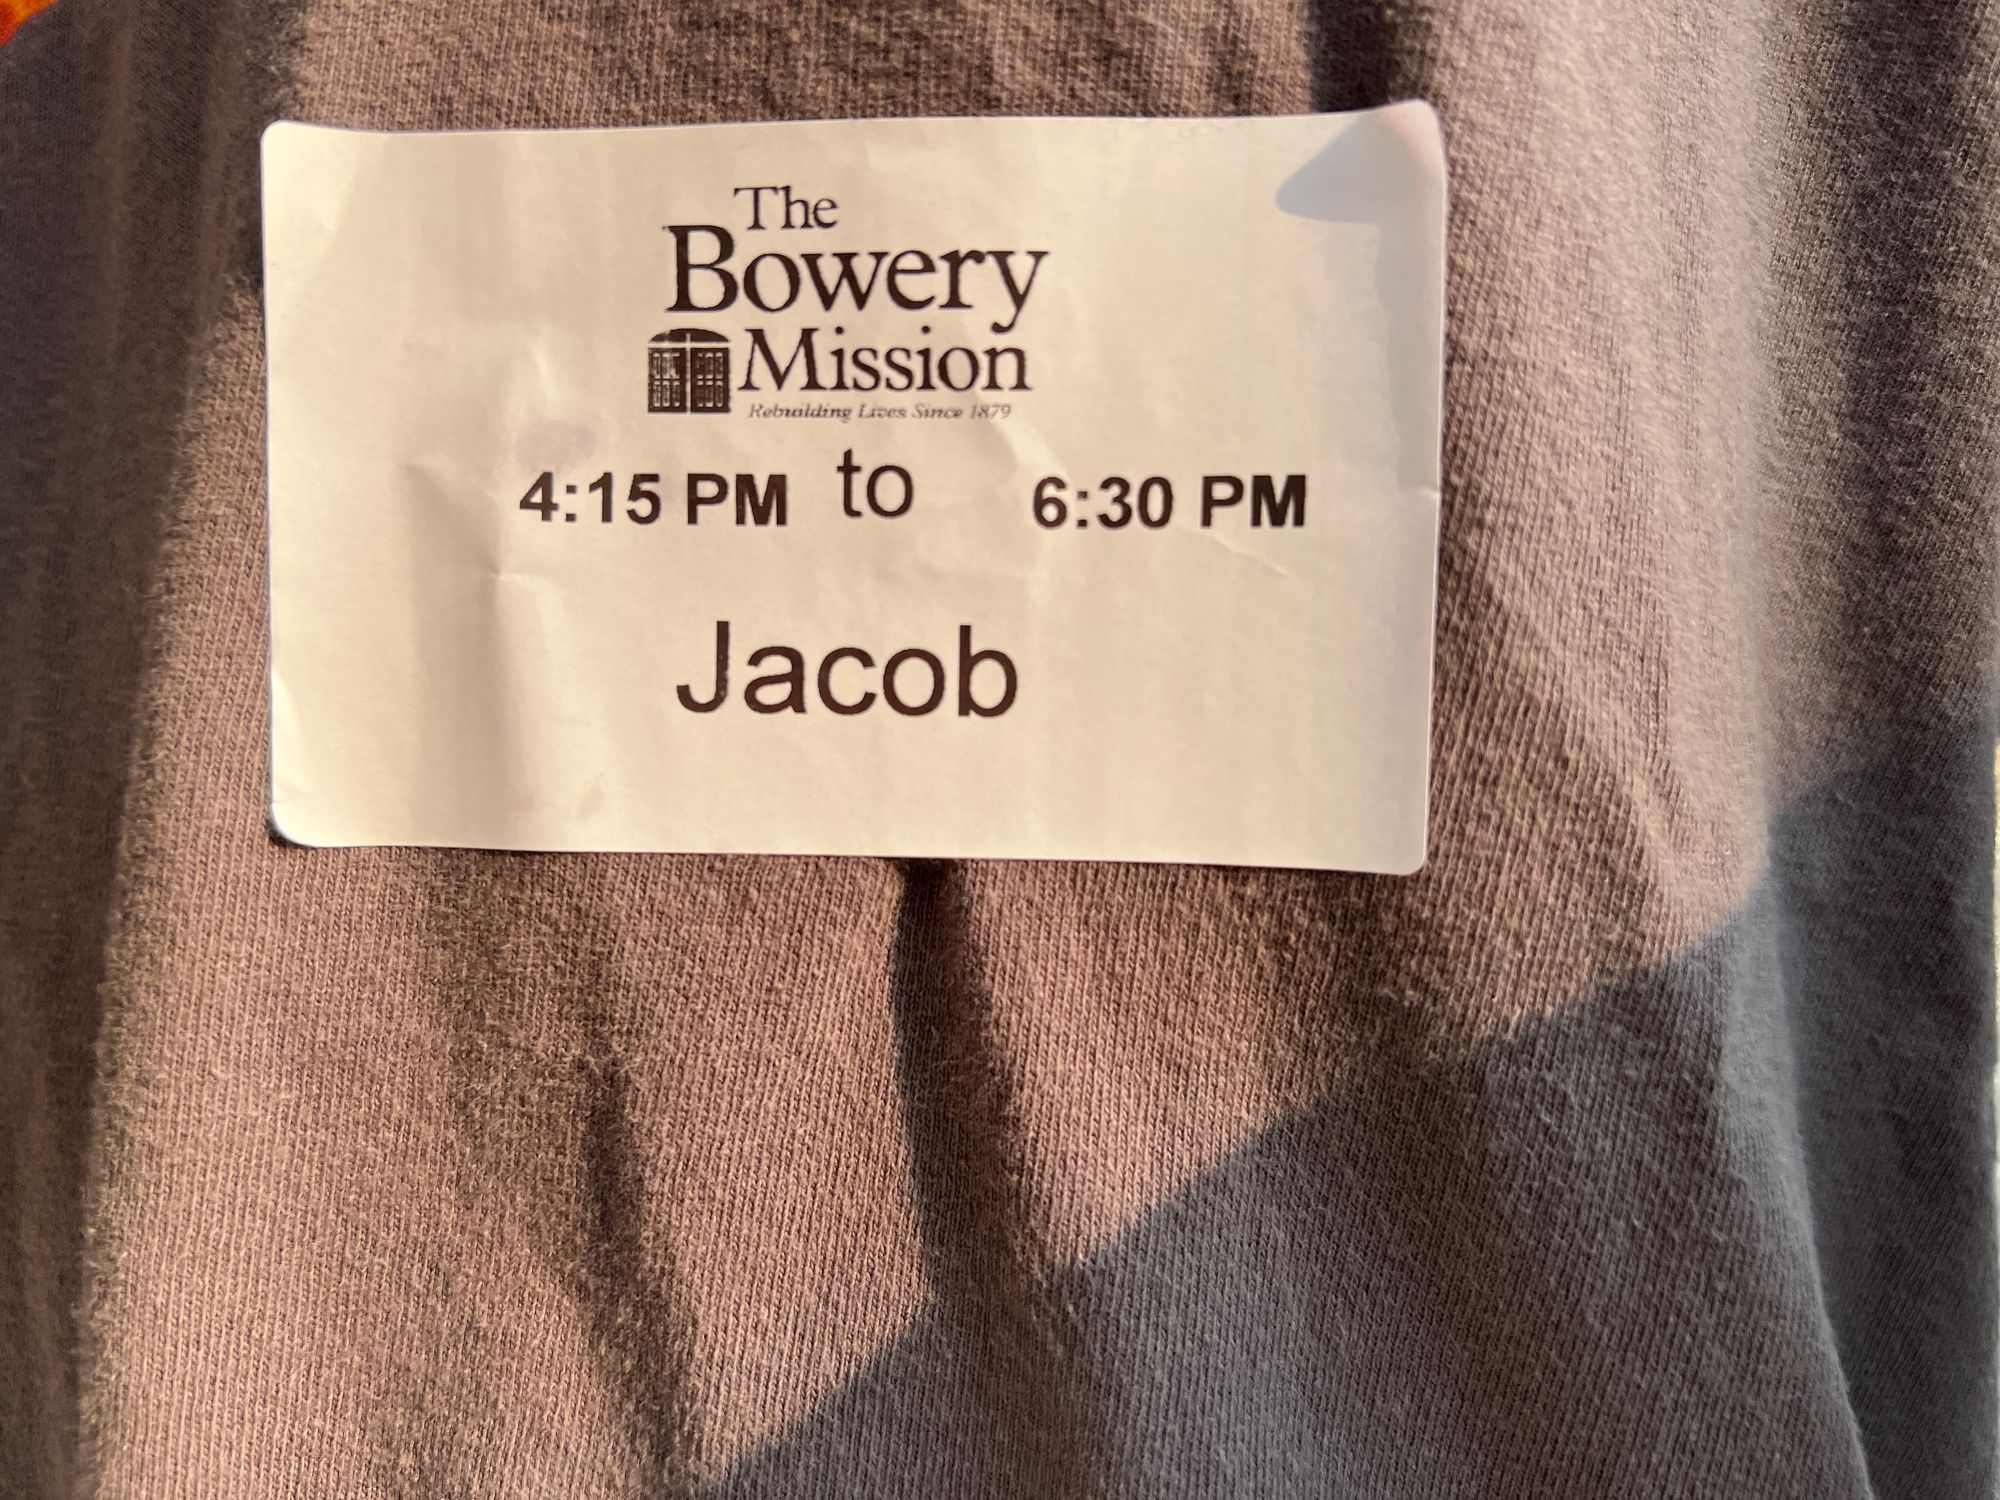 The
Bowery
Mission
Rebuilding Lives Since 1879
4:15 PM to 6:30 PM
Jacob